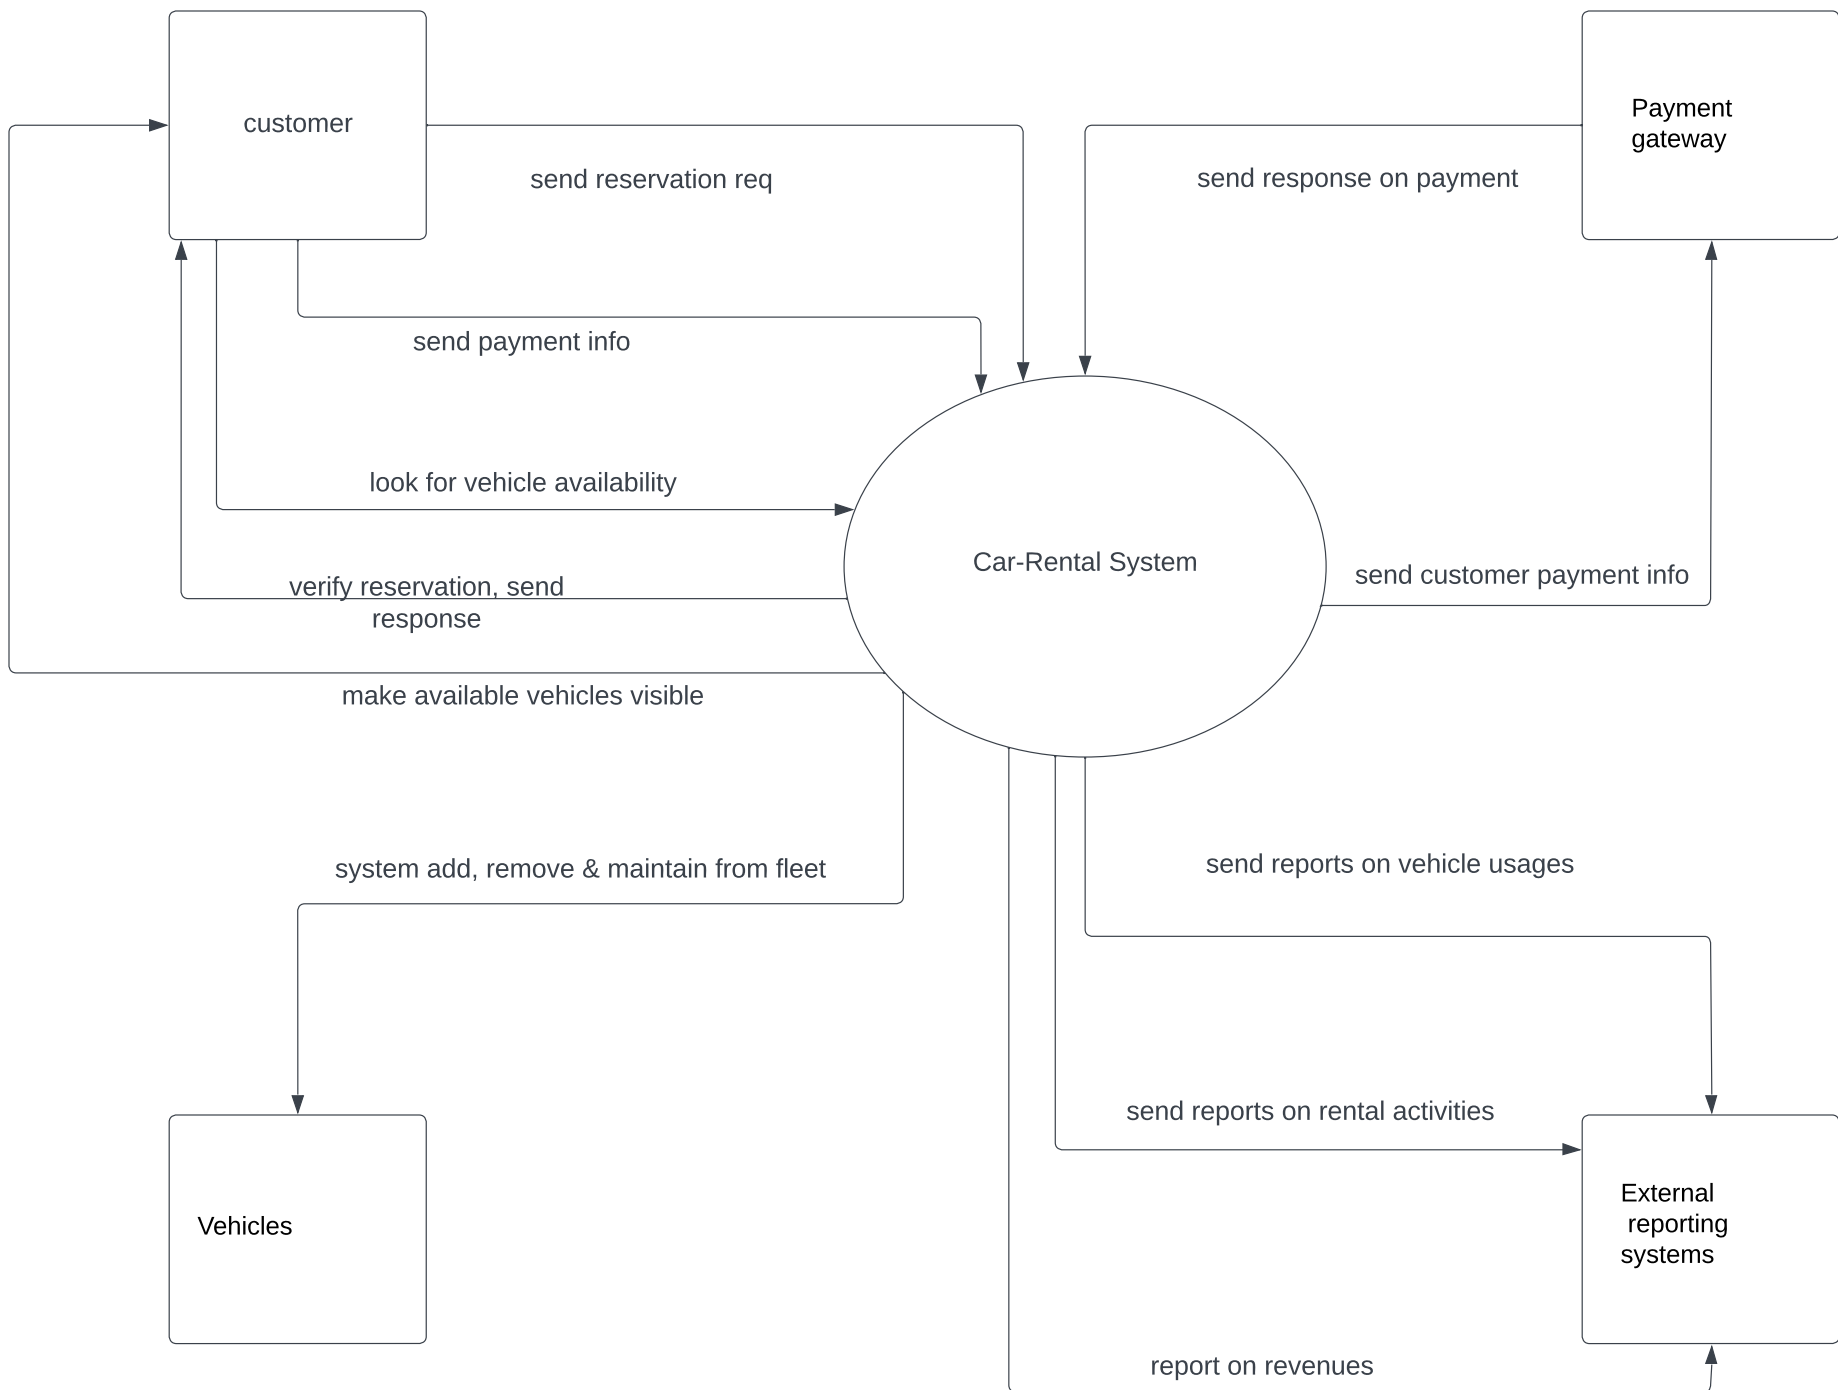 customer
Payment
gateway
send reservation req
send response on payment
send payment info
look for vehicle availability
Car-Rental System
send customer payment info
verify reservation, send
response
make available vehicles visible
system add, remove & maintain from fleet
send reports on vehicle usages
send reports on rental activities
Vehicles
External
reporting
systems
report on revenues